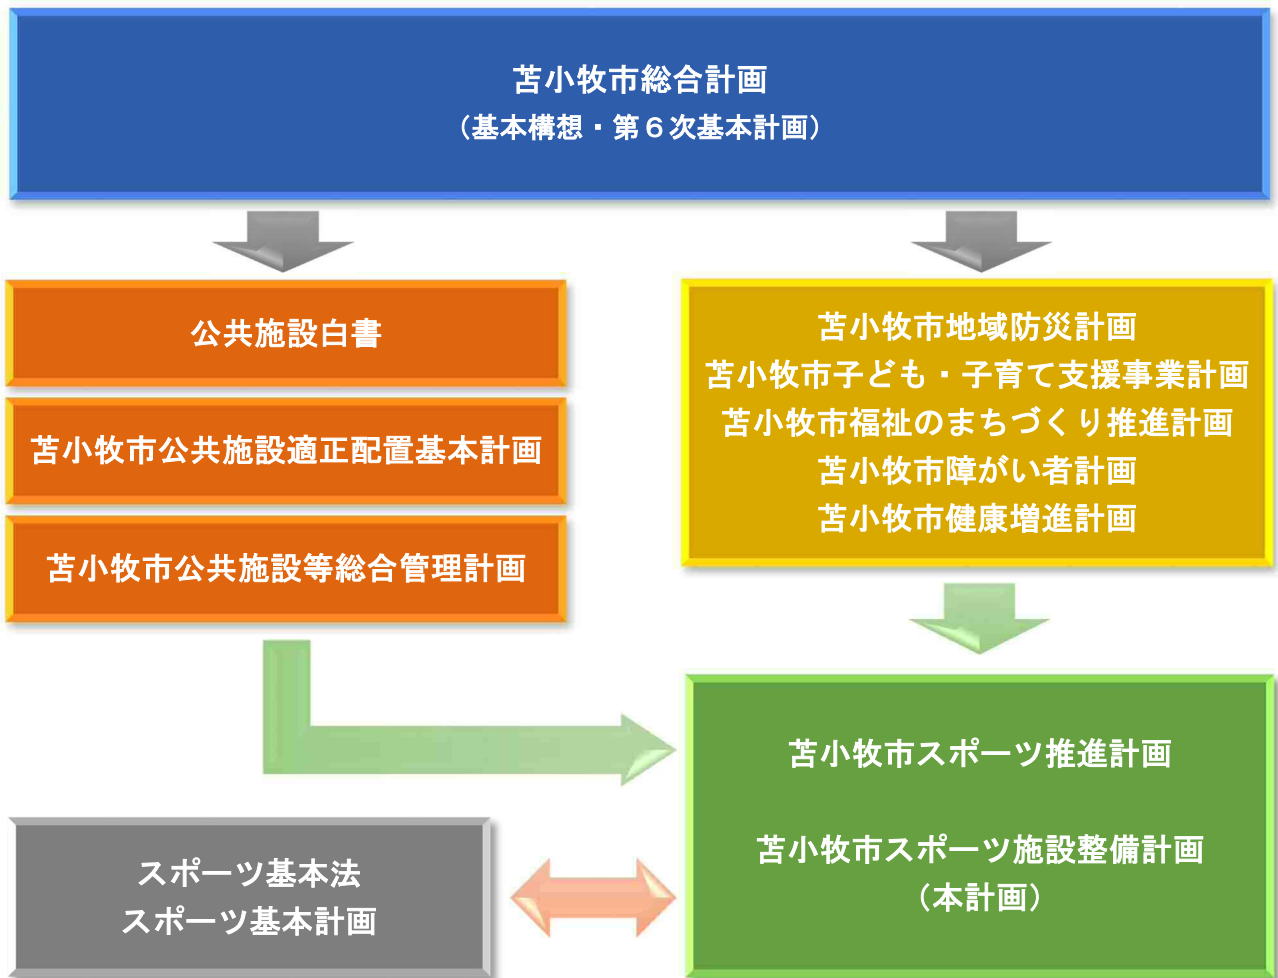 苫小牧市総合計画
（基本構想・第６次基本計画）
公共施設白書
苫小牧市公共施設適正配置基本計画
苫小牧市公共施設等総合管理計画
苫小牧市地域防災計画
苫小牧市子ども・子育て支援事業計画
苫小牧市福祉のまちづくり推進計画
苫小牧市障がい者計画
苫小牧市健康増進計画
苫小牧市スポーツ推進計画
苫小牧市スポーツ施設整備計画
（本計画）
スポーツ基本法
スポーツ基本計画